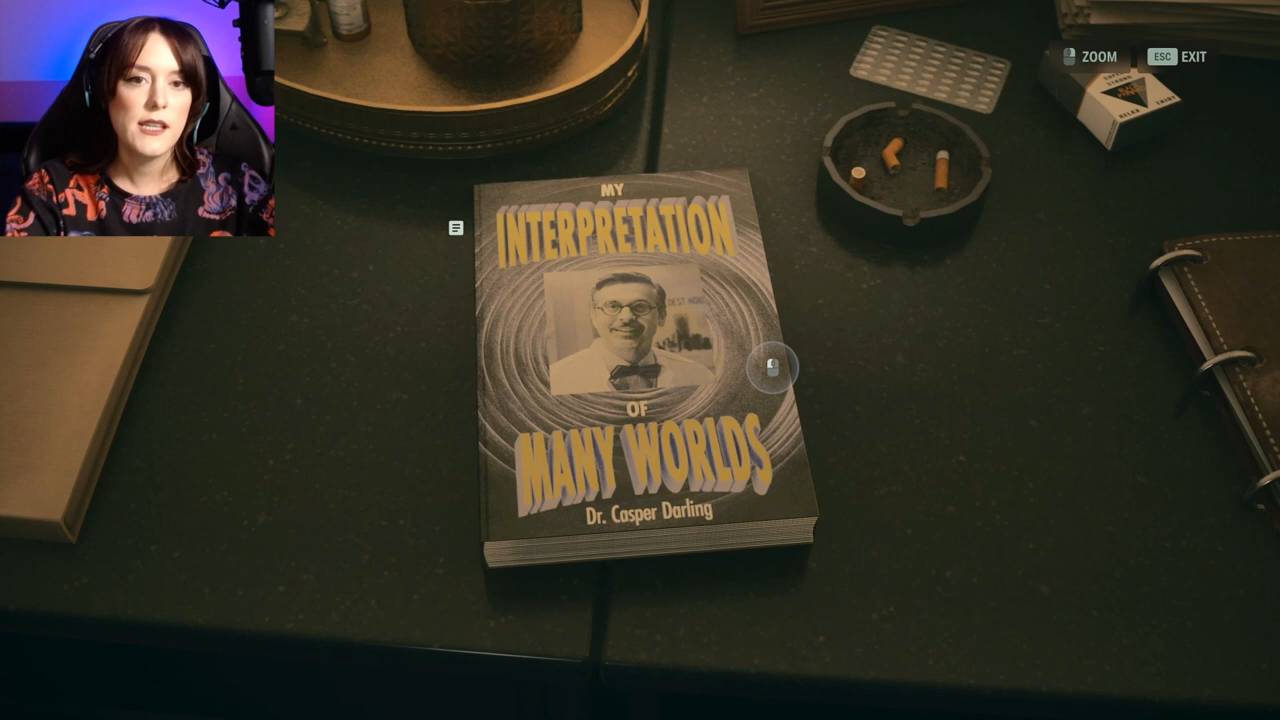 ZOOM
ESC EXIT
MY
INTERPRETATION
OF
MANY WORLDS
Dr. Casper Darling